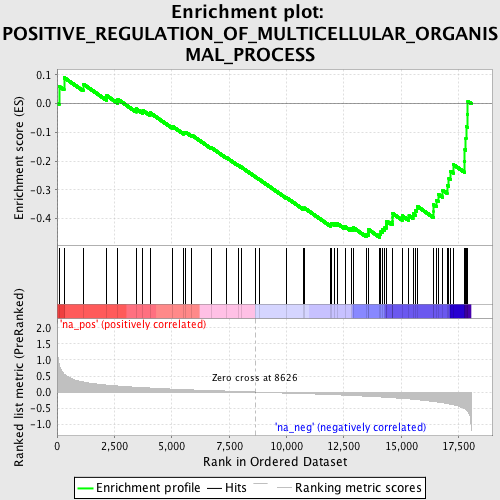 Enrichment plot:
POSITIVE_REGULATION_OF_MULTICELLULAR_ORGANIS
MAL_PROCESS
Enrichment score (ES)
0.1
0.0
-0.1
-0.2
-0.3
-0.4
'na_pos' (positively correlated)
Ranked list metric (PreRanked)
2.0
1.5
1.0
0.5
0.0
-0.5
-1.0
Zero cross at 8626
'na_neg' (negatively correlated)
0 2,500 5,000 7,500 10,000 12,500 15,000 17,500
Rank in Ordered Dataset
Enrichment profile Hits Ranking metric scores